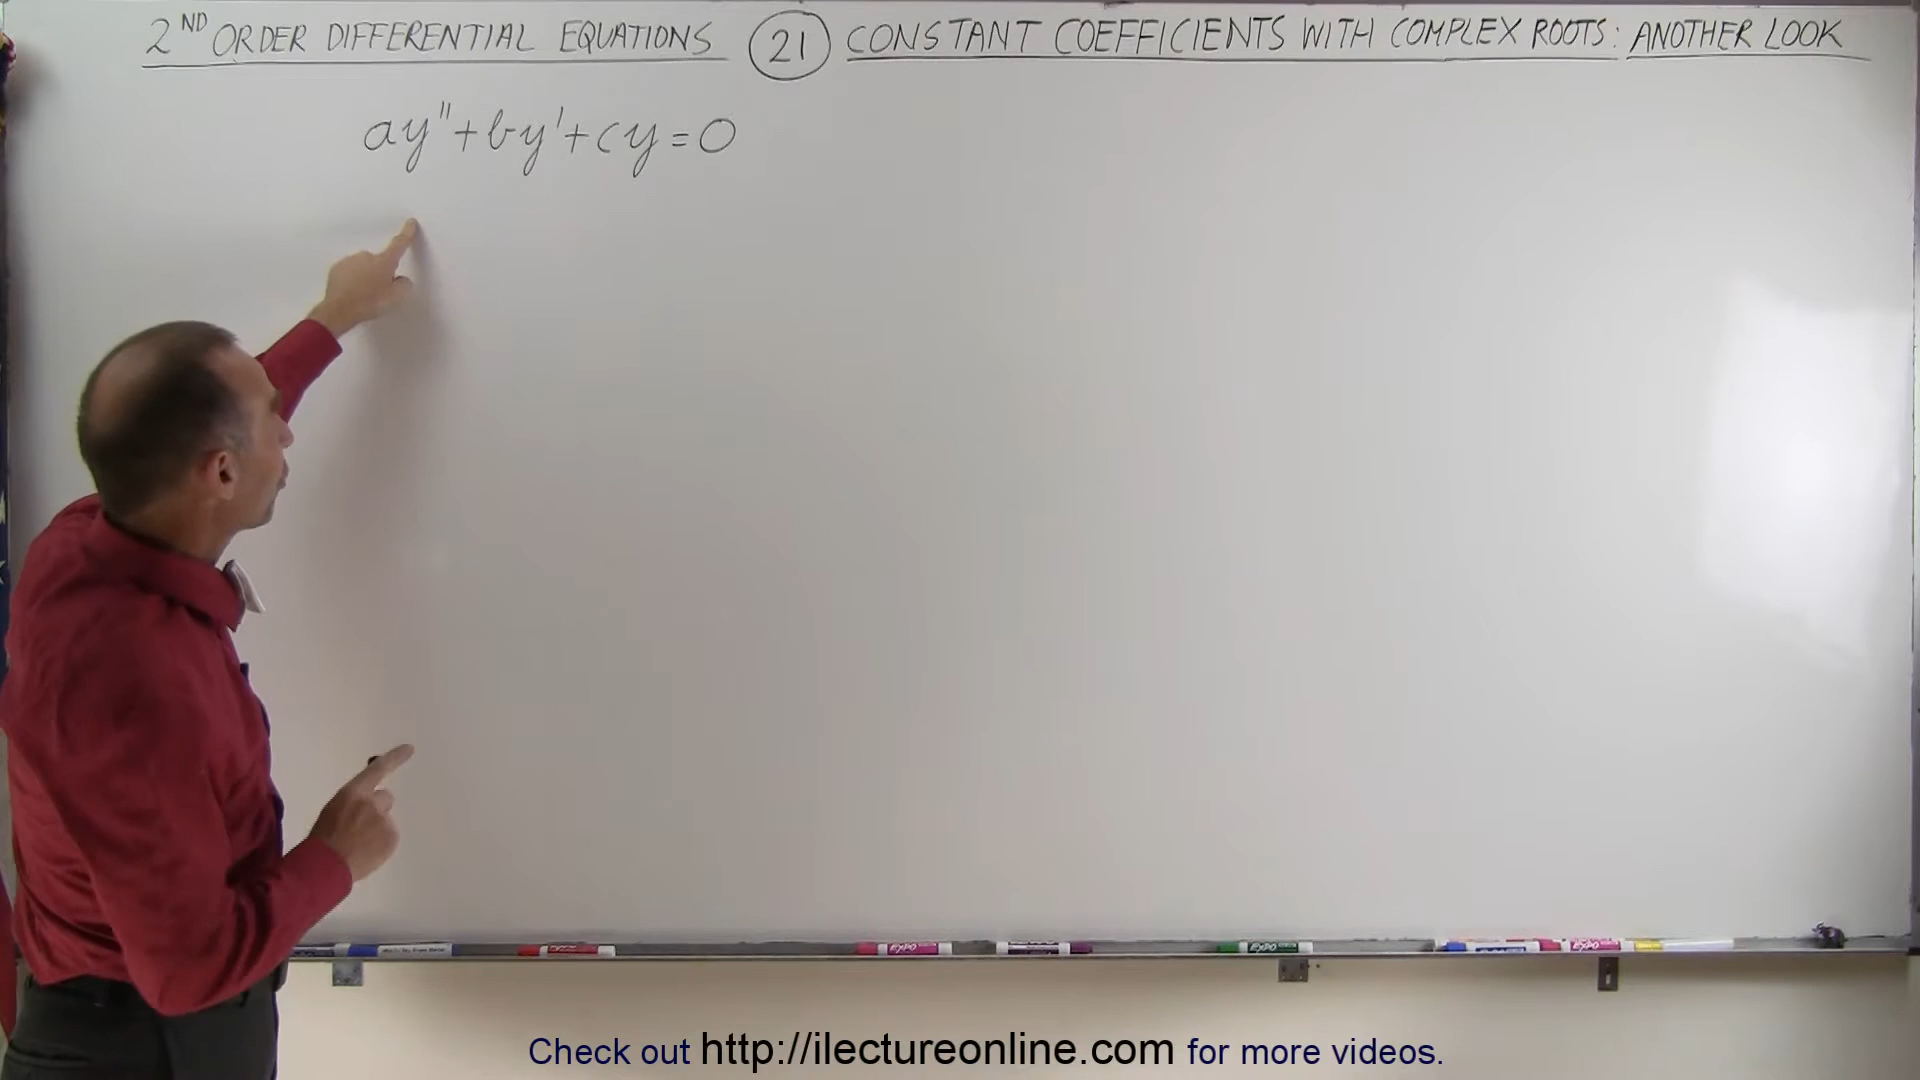 2ND ORDER DIFFERENTIAL EQUATIONS 21 CONSTANT COEFFICIENTS WITH COMPLEX ROOTS: ANOTHER LOOK
ay"+by'+cy=0
Check out http://ilectureonline.com for more videos.